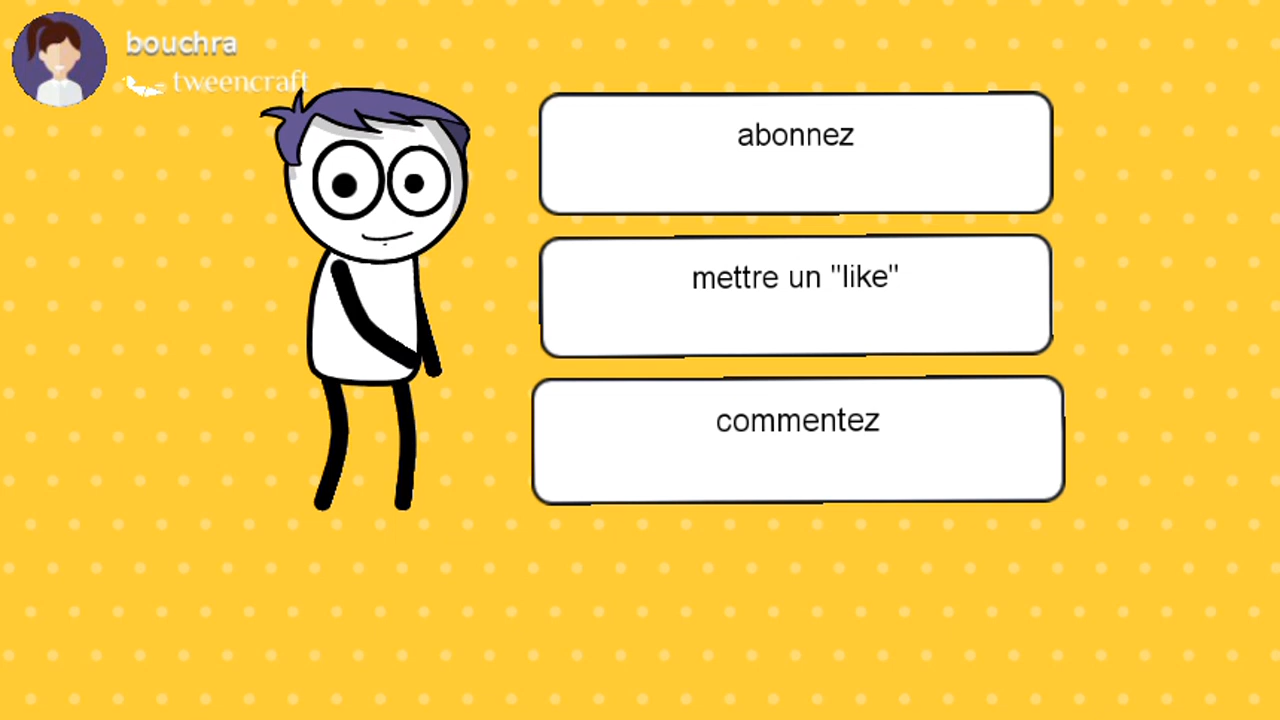 bouchra
tweencraft
abonnez
mettre un "like"
commentez